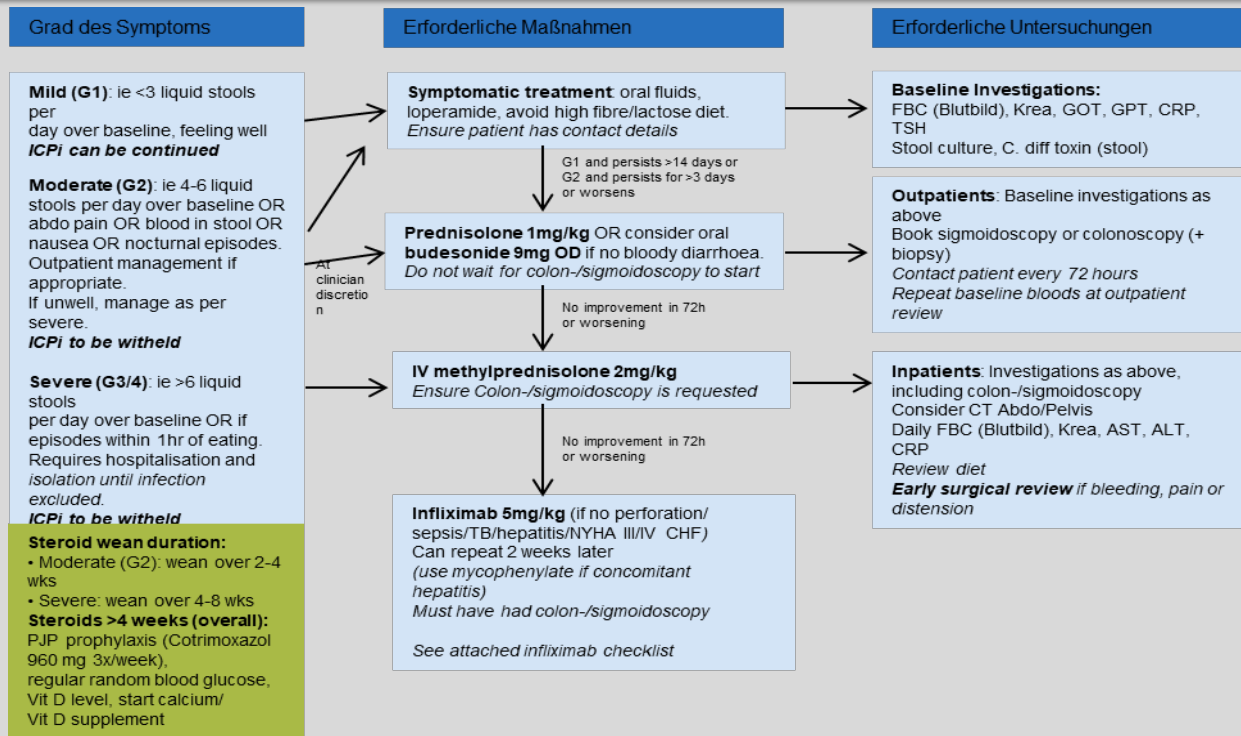 Grad des Symptoms
Mild (G1): ie <3 liquid stools
per
day over baseline, feeling well
ICPi can be continued
Moderate (G2): ie 4-6 liquid
stools per day over baseline OR
abdo pain OR blood in stool OR
nausea OR nocturnal episodes.
Outpatient management if
appropriate.
If unwell, manage as per
severe.
ICPi to be witheld
Severe (G3/4): ie >6 liquid
stools
per day over baseline OR if
episodes within 1hr of eating.
Requires hospitalisation and
isolation until infection
excluded.
ICPi to be witheld
Steroid wean duration:
• Moderate (G2): wean over 2-4
wks
• Severe: wean over 4-8 wks
Steroids >4 weeks (overall):
PJP prophylaxis (Cotrimoxazol
960 mg 3x/week),
regular random blood glucose,
Vit D level, start calcium/
Vit D supplement
At
clinician
discretio
n
Erforderliche Maßnahmen
Symptomatic treatment: oral fluids,
loperamide, avoid high fibre/lactose diet.
Ensure patient has contact details
G1 and persists >14 days or
G2 and persists for >3 days
or worsens
Prednisolone 1mg/kg OR consider oral
budesonide 9mg OD if no bloody diarrhoea.
Do not wait for colon-/sigmoidoscopy to start
No improvement in 72h
or worsening
IV methylprednisolone 2mg/kg
Ensure Colon-/sigmoidoscopy is requested
No improvement in 72h
or worsening
Infliximab 5mg/kg (if no perforation/
sepsis/TB/hepatitis/NYHA III/IV CHF)
Can repeat 2 weeks later
(use mycophenylate if concomitant
hepatitis)
Must have had colon-/sigmoidoscopy
See attached infliximab checklist
Erforderliche Untersuchungen
Baseline Investigations:
FBC (Blutbild), Krea, GOT, GPT, CRP,
TSH
Stool culture, C. diff toxin (stool)
Outpatients: Baseline investigations as
above
Book sigmoidoscopy or colonoscopy (+
biopsy)
Contact patient every 72 hours
Repeat baseline bloods at outpatient
review
Inpatients: Investigations as above,
including colon-/sigmoidoscopy
Consider CT Abdo/Pelvis
Daily FBC (Blutbild), Krea, AST, ALT,
CRP
Review diet
Early surgical review if bleeding, pain or
distension